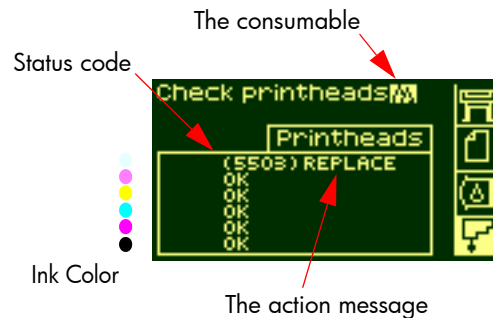 The consumable
Status code
Check printheads
Printheads
(5503) REPLACE
OK
OK
OK
OK
OK
Ink Color
The action message